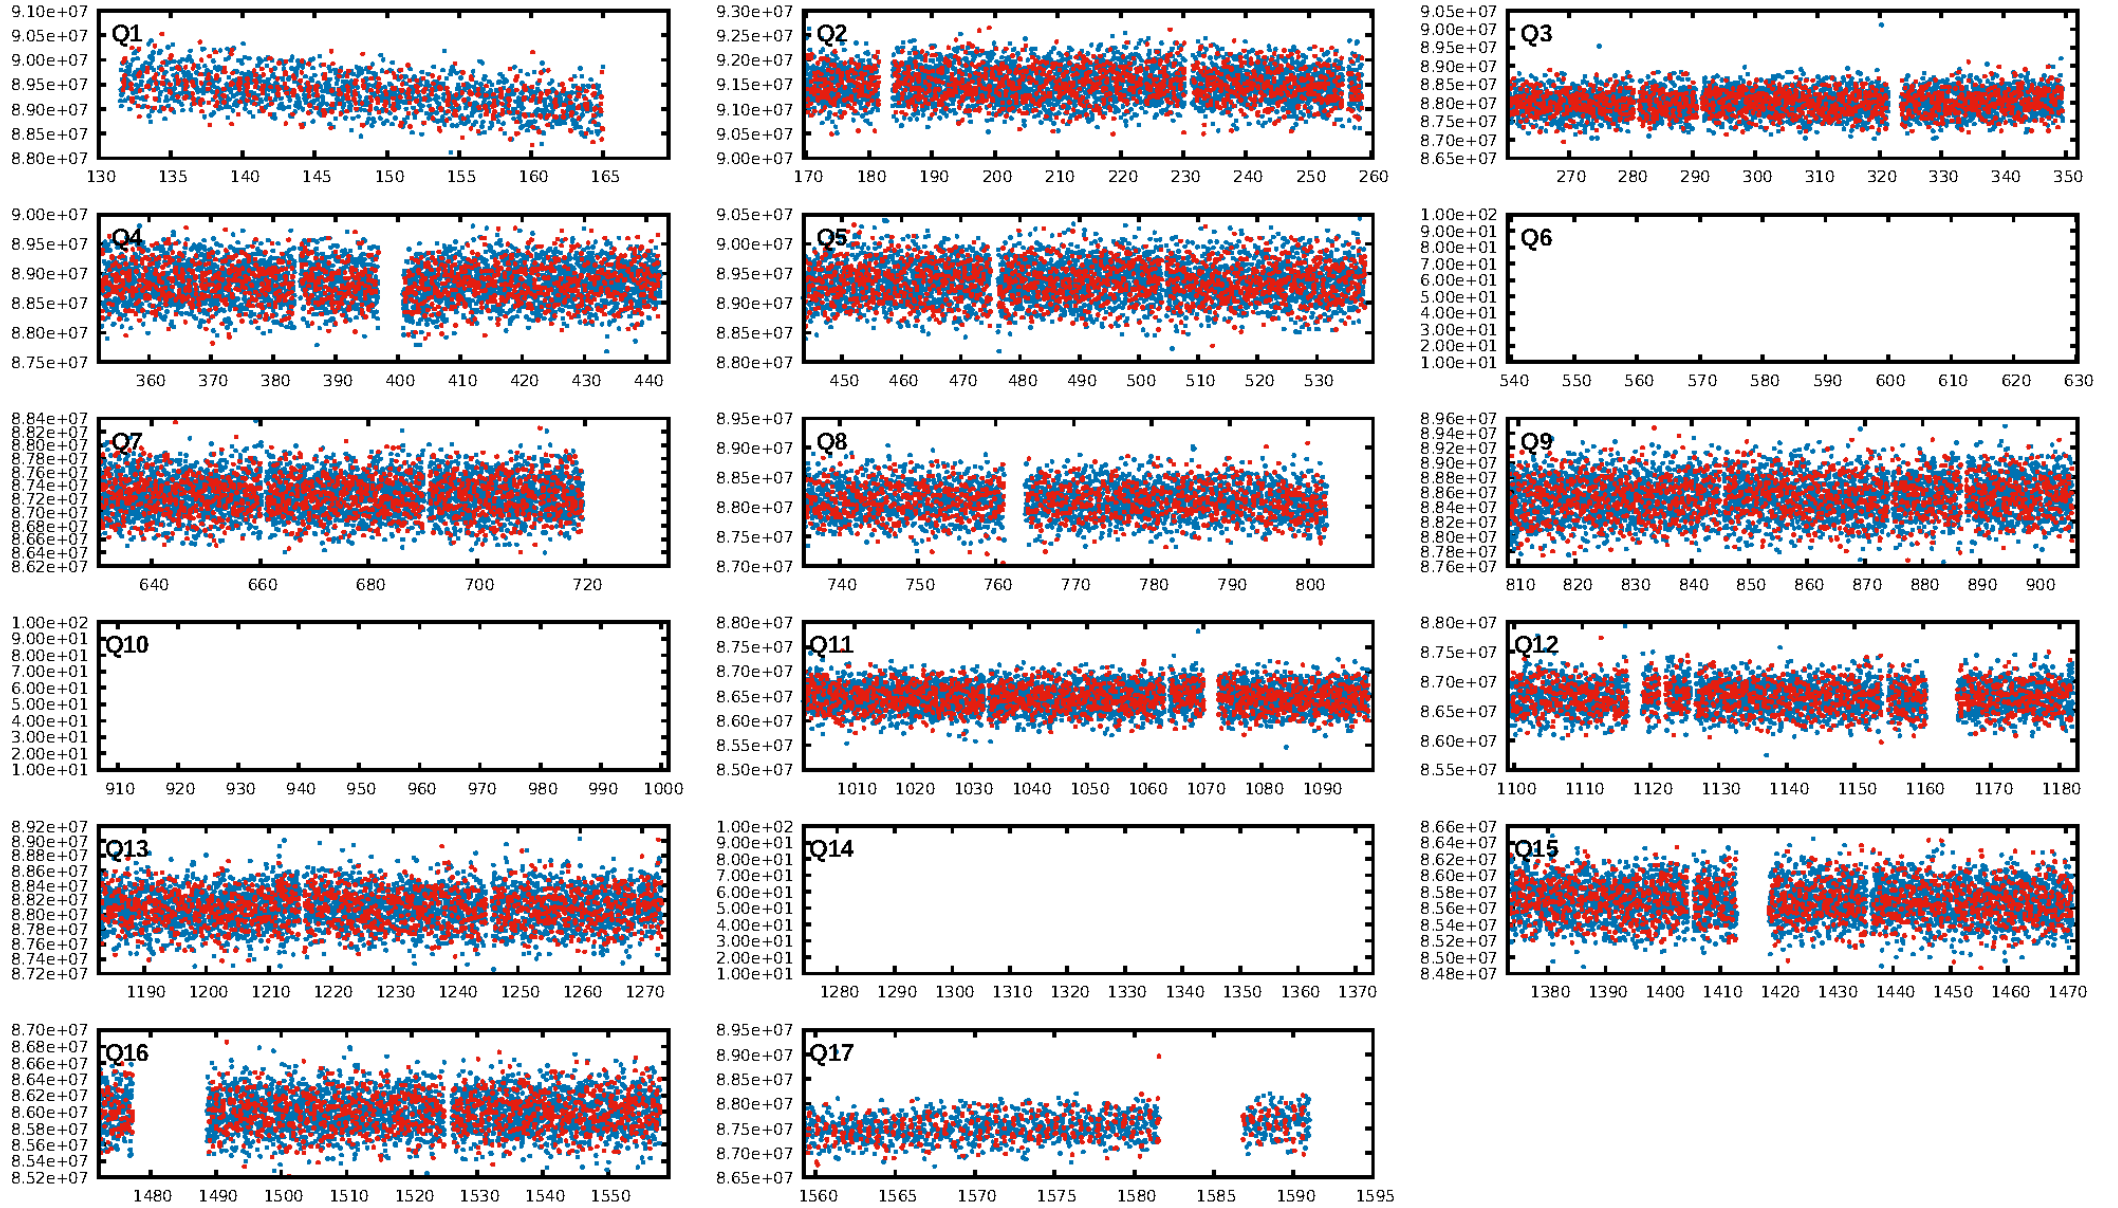 9.10e+07
9.05e+07
9.00e+07
8.95e+07
8.90e+07
8.85e+07
8.80e+07
Q1
130 135 140 145 150 155 160 165
9.30e+07
9.25e+07
9.20e+07
9.15e+07
9.10e+07
9.05e+07
9.00e+07
Q2
170 180 190 200 210 220 230 240 250 260
9.05e+07
9.00e+07
8.95e+07
8.90e+07
8.85e+07
8.80e+07
8.75e+07
8.70e+07
8.65e+07
Q3
270 280 290 300 310 320 330 340 350
9.00e+07
8.95e+07
8.90e+07
8.85e+07
8.80e+07
8.75e+07
Q4
360 370 380 390 400 410 420 430 440
9.05e+07
9.00e+07
8.95e+07
8.90e+07
8.85e+07
8.80e+07
Q5
450 460 470 480 490 500 510 520 530
1.00e+02
9.00e+01
8.00e+01
7.00e+01
6.00e+01
5.00e+01
4.00e+01
3.00e+01
2.00e+01
1.00e+01
Q6
540 550 560 570 580 590 600 610 620 630
8.84e+07
8.82e+07
8.80e+07
8.78e+07
8.76e+07
8.74e+07
8.72e+07
8.70e+07
8.68e+07
8.66e+07
8.64e+07
8.62e+07
Q7
640 660 680 700 720
8.95e+07
8.90e+07
8.85e+07
8.80e+07
8.75e+07
8.70e+07
Q8
740 750 760 770 780 790 800
8.96e+07
8.94e+07
8.92e+07
8.90e+07
8.88e+07
8.86e+07
8.84e+07
8.82e+07
8.80e+07
8.78e+07
8.76e+07
Q9
810 820 830 840 850 860 870 880 890 900
1.00e+02
9.00e+01
8.00e+01
7.00e+01
6.00e+01
5.00e+01
4.00e+01
3.00e+01
2.00e+01
1.00e+01
Q10
910 920 930 940 950 960 970 980 990 1000
8.80e+07
8.75e+07
8.70e+07
8.65e+07
8.60e+07
8.55e+07
8.50e+07
Q11
1010 1020 1030 1040 1050 1060 1070 1080 1090
8.80e+07
8.75e+07
8.70e+07
8.65e+07
8.60e+07
8.55e+07
Q12
1100 1110 1120 1130 1140 1150 1160 1170 1180
8.92e+07
8.90e+07
8.88e+07
8.86e+07
8.84e+07
8.82e+07
8.80e+07
8.78e+07
8.76e+07
8.74e+07
8.72e+07
Q13
1190 1200 1210 1220 1230 1240 1250 1260 1270
1.00e+02
9.00e+01
8.00e+01
7.00e+01
6.00e+01
5.00e+01
4.00e+01
3.00e+01
2.00e+01
1.00e+01
Q14
1280 1290 1300 1310 1320 1330 1340 1350 1360 1370
8.66e+07
8.64e+07
8.62e+07
8.60e+07
8.58e+07
8.56e+07
8.54e+07
8.52e+07
8.50e+07
8.48e+07
Q15
1380 1390 1400 1410 1420 1430 1440 1450 1460 1470
8.70e+07
8.68e+07
8.66e+07
8.64e+07
8.62e+07
8.60e+07
8.58e+07
8.56e+07
8.54e+07
8.52e+07
Q16
1480 1490 1500 1510 1520 1530 1540 1550
8.95e+07
8.90e+07
8.85e+07
8.80e+07
8.75e+07
8.70e+07
8.65e+07
Q17
1560 1565 1570 1575 1580 1585 1590 1595